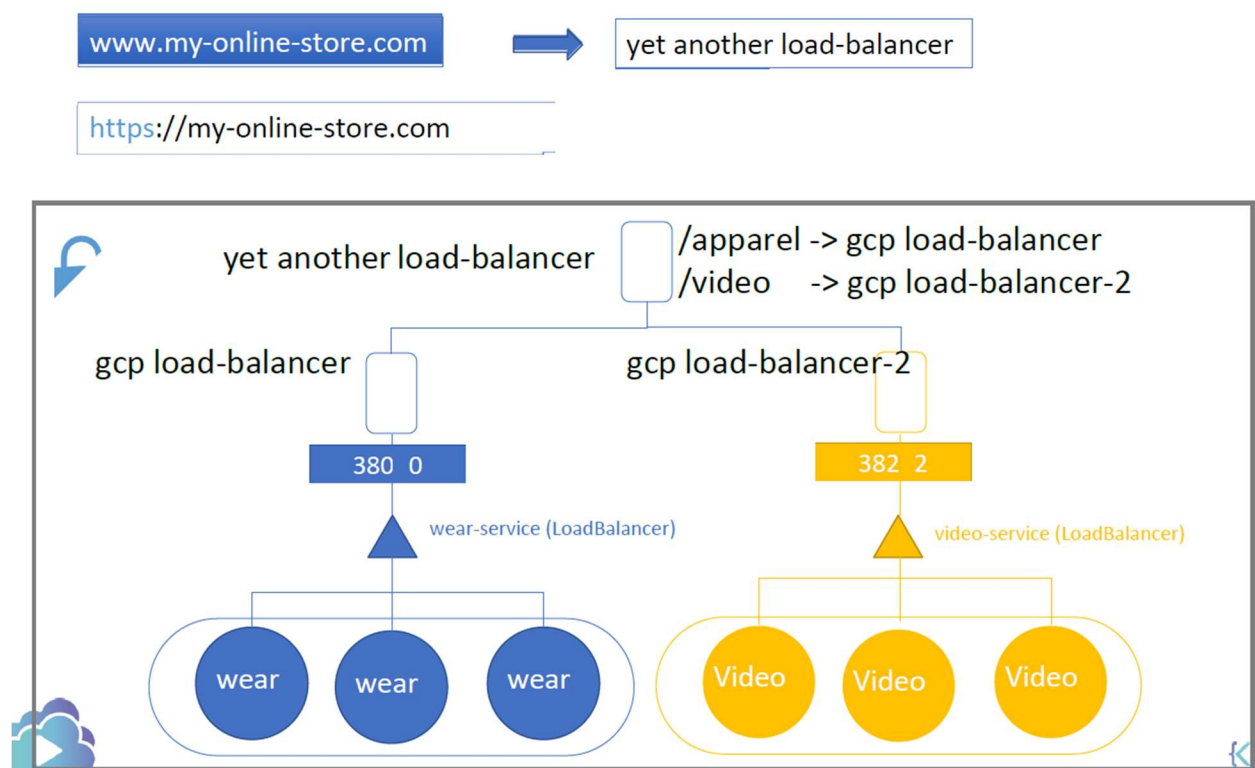 www.my-online-store.com
yet another load-balancer
https://my-online-store.com
yet another load-balancer
/apparel -> gcp load-balancer
/video -> gcp load-balancer-2
gcp load-balancer
gcp load-balancer-2
380 0
382 2
wear-service (LoadBalancer)
video-service (LoadBalancer)
wear
wear
wear
Video
Video
Video